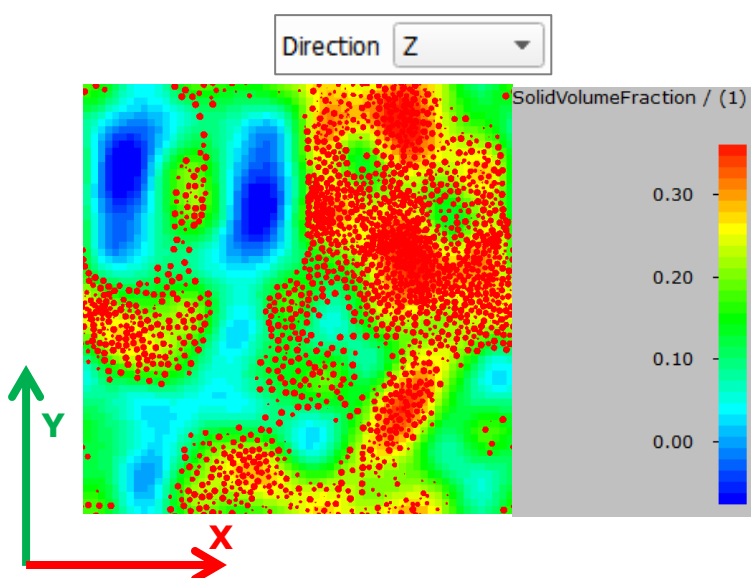 Direction Z
SolidVolumeFraction / (1)
0.30
0.20
0.10
0.00
Y
X